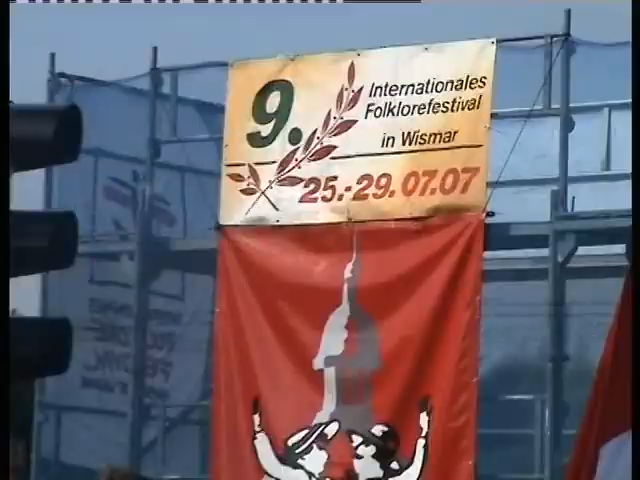 9.
Internationales
Folklorefestival
in Wismar
25.-29.07.07